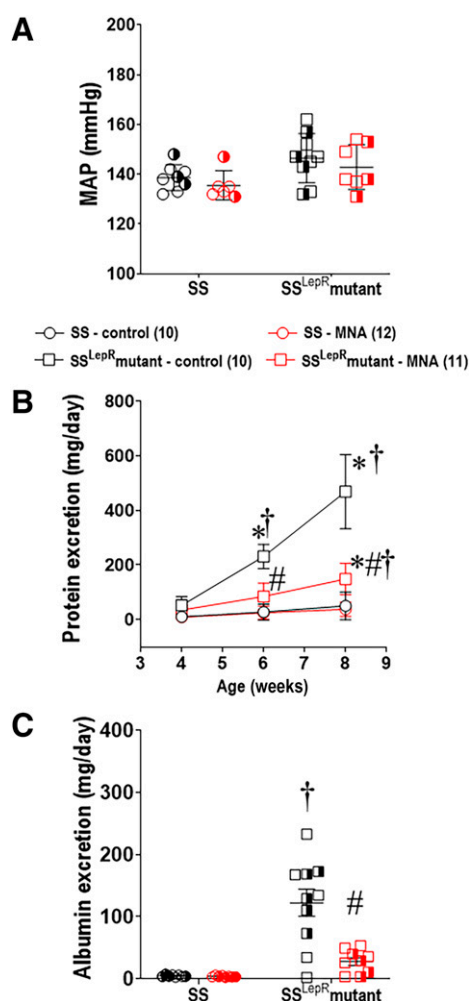 A
MAP (mmHg)
200
180
160
140
120
100
SS
SS^LepR mutant
SS - control (10)
SS - MNA (12)
SS^LepR mutant - control (10)
SS^LepR mutant - MNA (11)
B
Protein excretion (mg/day)
800
600
400
200
0
*†
*†
#
*#†
3 4 5 6 7 8 9
Age (weeks)
C
Albumin excretion (mg/day)
400
300
200
100
0
†
#
SS
SS^LepR mutant